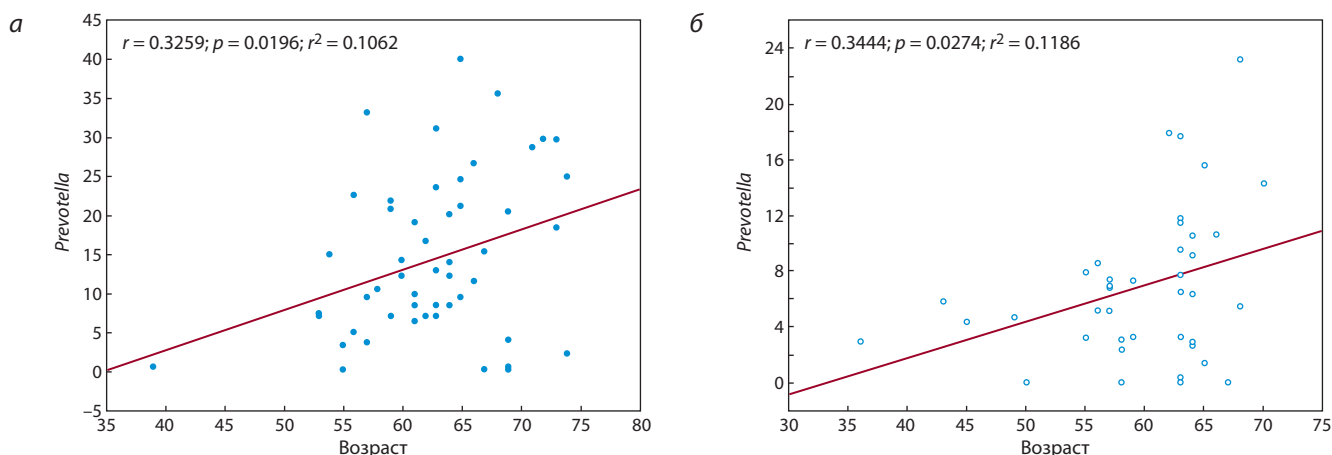 а
r = 0.3259; p = 0.0196; r² = 0.1062
Prevotella
45
40
35
30
25
20
15
10
5
0
−5
35 40 45 50 55 60 65 70 75 80
Возраст
б
r = 0.3444; p = 0.0274; r² = 0.1186
Prevotella
24
20
16
12
8
4
0
30 35 40 45 50 55 60 65 70 75
Возраст